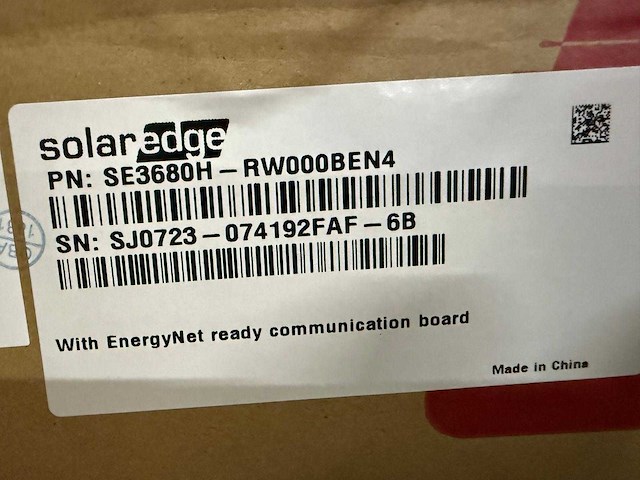 solaredge
PN: SE3680H-RW000BEN4
SN: SJ0723-074192FAF-6B
With EnergyNet ready communication board
Made in China